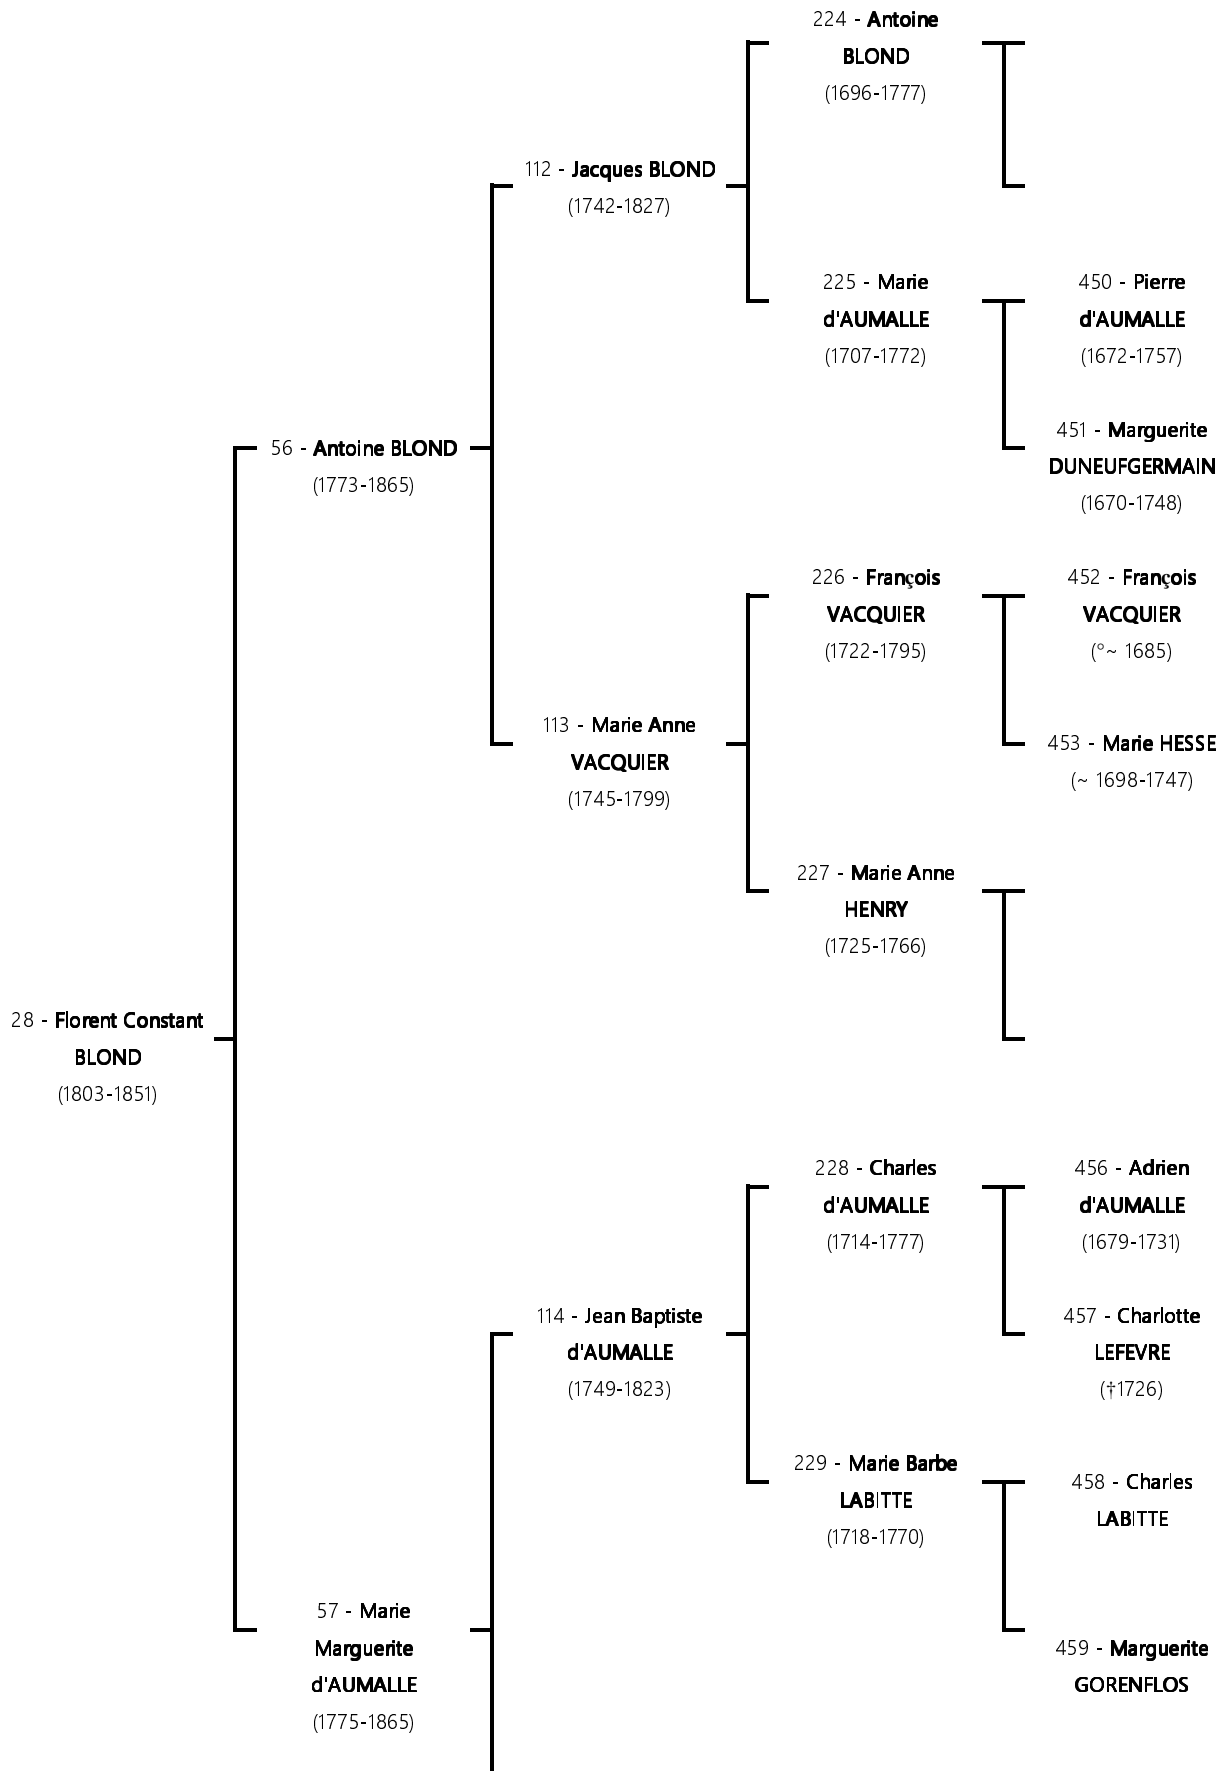 224 - Antoine
BLOND
(1696-1777)
112 - Jacques BLOND
(1742-1827)
225 - Marie
d'AUMALLE
(1707-1772)
450 - Pierre
d'AUMALLE
(1672-1757)
451 - Marguerite
DUNEUFGERMAIN
(1670-1748)
56 - Antoine BLOND
(1773-1865)
226 - François
VACQUIER
(1722-1795)
452 - François
VACQUIER
(°~ 1685)
113 - Marie Anne
VACQUIER
(1745-1799)
453 - Marie HESSE
(~ 1698-1747)
227 - Marie Anne
HENRY
(1725-1766)
28 - Florent Constant
BLOND
(1803-1851)
228 - Charles
d'AUMALLE
(1714-1777)
456 - Adrien
d'AUMALLE
(1679-1731)
114 - Jean Baptiste
d'AUMALLE
(1749-1823)
457 - Charlotte
LEFEVRE
(†1726)
229 - Marie Barbe
LABITTE
(1718-1770)
458 - Charles
LABITTE
57 - Marie
Marguerite
d'AUMALLE
(1775-1865)
459 - Marguerite
GORENFLOS